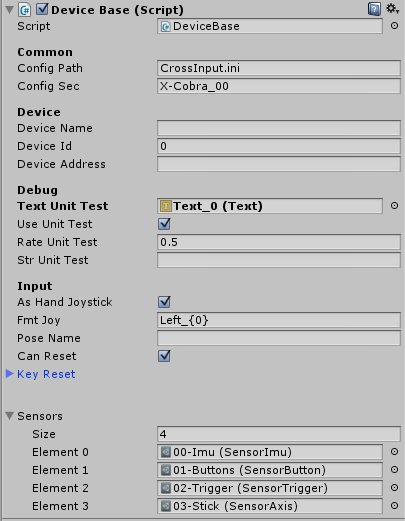 Device Base (Script)
Script DeviceBase
Common
Config Path CrossInput.ini
Config Sec X-Cobra_00
Device
Device Name
Device Id 0
Device Address
Debug
Text Unit Test Text_0 (Text)
Use Unit Test
Rate Unit Test 0.5
Str Unit Test
Input
As Hand Joystick
Fmt Joy Left_{0}
Pose Name
Can Reset
Key Reset
Sensors
Size 4
Element 0 00-Imu (SensorImu)
Element 1 01-Buttons (SensorButton)
Element 2 02-Trigger (SensorTrigger)
Element 3 03-Stick (SensorAxis)